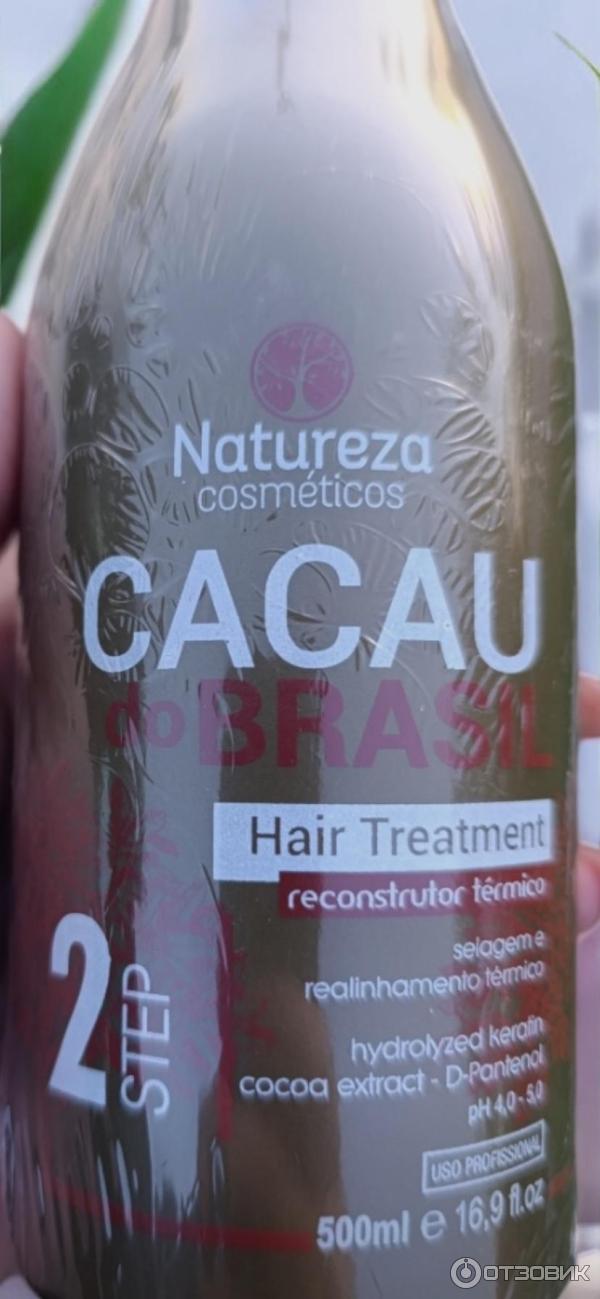 Natureza
cosméticos
CACAU
do BRASIL
Hair Treatment
reconstrutor térmico
selagem e
realinhamento térmico
2 STEP
hydrolyzed keratin
cocoa extract - D-Pantenol
pH 4,0 - 5,0
USO PROFISSIONAL
500ml e 16,9 fl.oz
ОТЗОВИК